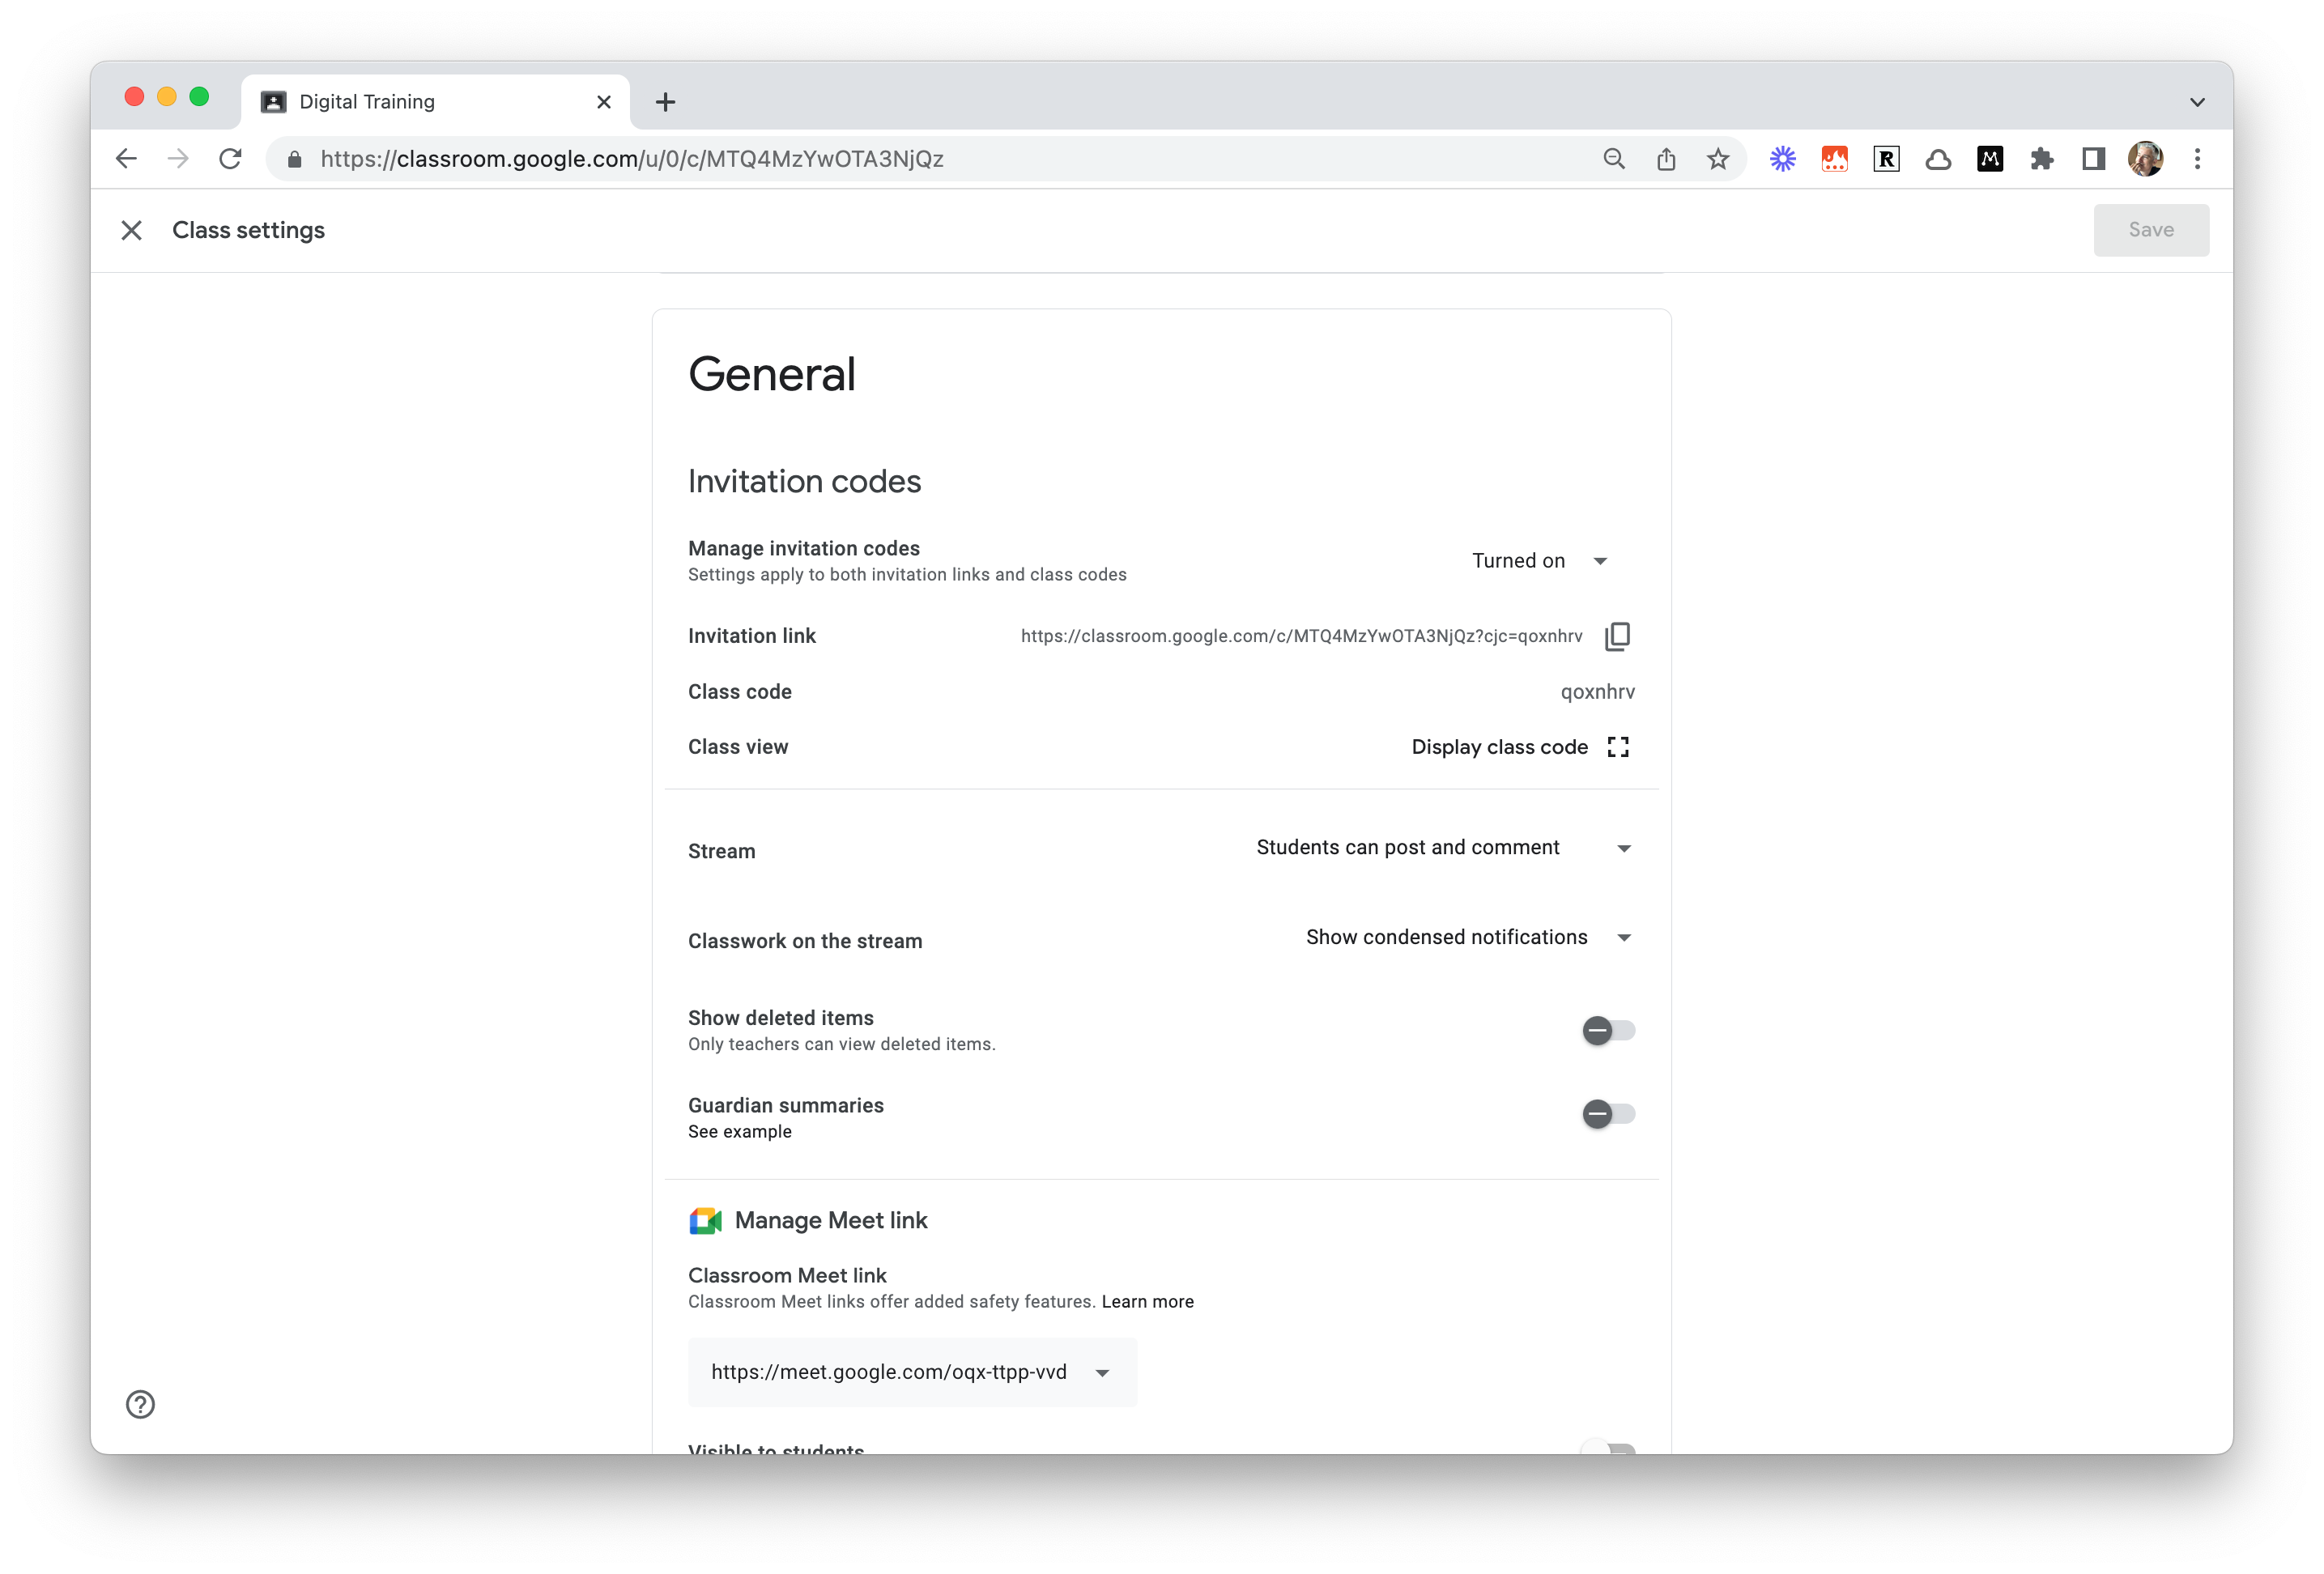 Digital Training
https://classroom.google.com/u/0/c/MTQ4MzYwOTA3NjQz
R
M
Class settings
Save
General
Invitation codes
Manage invitation codes
Turned on
Settings apply to both invitation links and class codes
Invitation link
https://classroom.google.com/c/MTQ4MzYwOTA3NjQz?cjc=qoxnhrv
Class code
qoxnhrv
Class view
Display class code
Stream
Students can post and comment
Classwork on the stream
Show condensed notifications
Show deleted items
Only teachers can view deleted items.
Guardian summaries
See example
Manage Meet link
Classroom Meet link
Classroom Meet links offer added safety features. Learn more
https://meet.google.com/oqx-ttpp-vvd
Visible to students